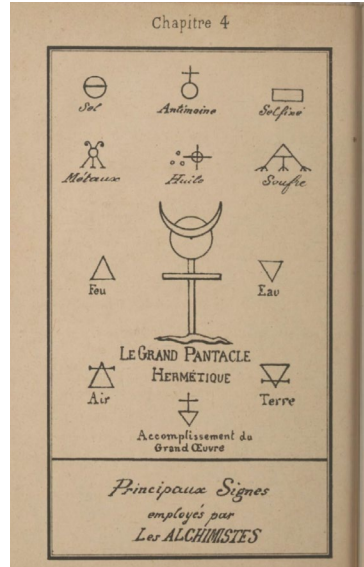 Chapitre 4
Sel Antimoine Sel fixé
Métaux Huile Soufre
Feu Eau
LE GRAND PANTACLE
HERMÉTIQUE
Air Terre
Accomplissement du
Grand Œuvre
Principaux Signes
employés par
Les ALCHIMISTES